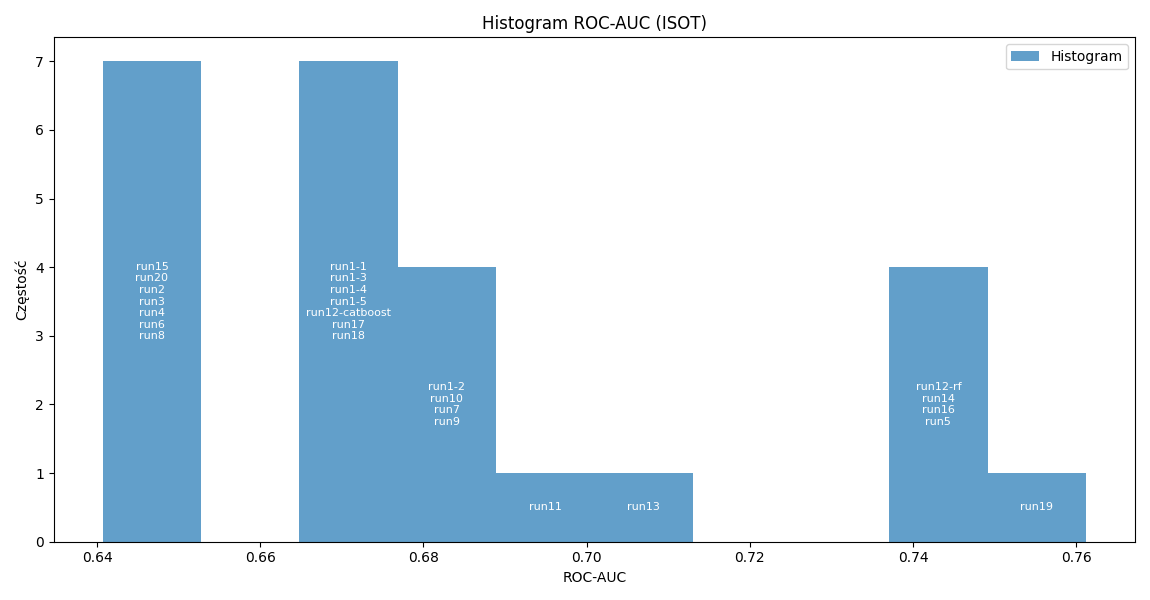 Histogram ROC-AUC (ISOT)
Histogram
Częstość
7
6
5
4
3
2
1
0
run15
run20
run2
run3
run4
run6
run8
run1-1
run1-3
run1-4
run1-5
run12-catboost
run17
run18
run1-2
run10
run7
run9
run11
run13
run12-rf
run14
run16
run5
run19
0.64
0.66
0.68
0.70
0.72
0.74
0.76
ROC-AUC